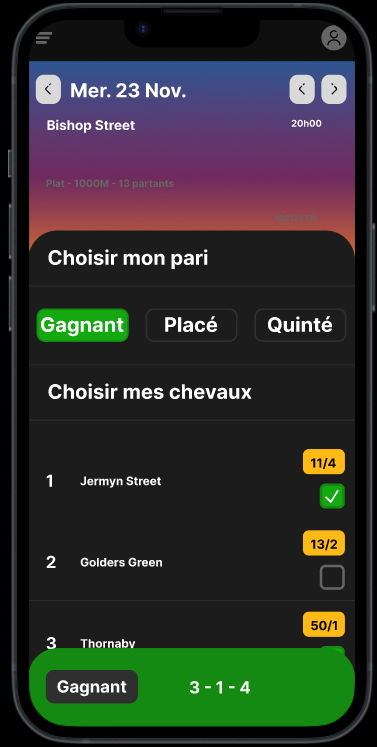 Mer. 23 Nov.
Bishop Street 20h00
Plat - 1000M - 13 partants
Choisir mon pari
Gagnant Placé Quinté
Choisir mes chevaux
11/4
1 Jermyn Street
13/2
2 Golders Green
50/1
3 Thornaby
Gagnant 3 - 1 - 4